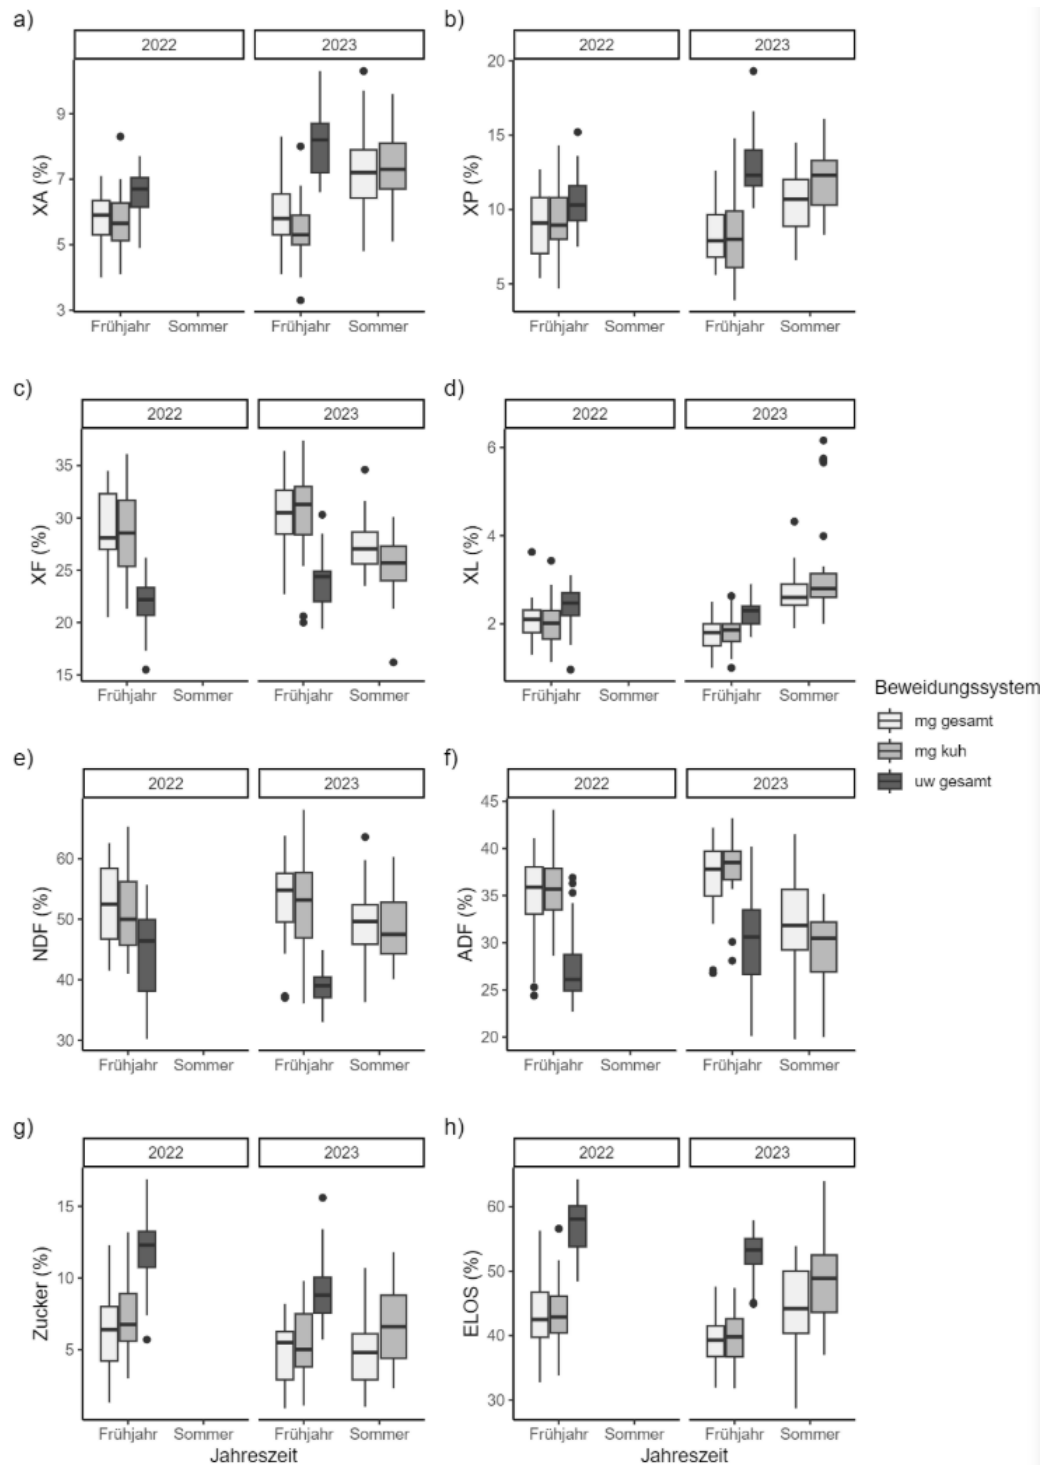 a)
2022 2023
XA (%)
9
7
5
3
Frühjahr Sommer Frühjahr Sommer
b)
2022 2023
XP (%)
20
15
10
5
Frühjahr Sommer Frühjahr Sommer
c)
2022 2023
XF (%)
35
30
25
20
15
Frühjahr Sommer Frühjahr Sommer
d)
2022 2023
XL (%)
6
4
2
Frühjahr Sommer Frühjahr Sommer
Beweidungssystem
mg gesamt
mg kuh
uw gesamt
e)
2022 2023
NDF (%)
60
50
40
30
Frühjahr Sommer Frühjahr Sommer
f)
2022 2023
ADF (%)
45
40
35
30
25
20
Frühjahr Sommer Frühjahr Sommer
g)
2022 2023
Zucker (%)
15
10
5
Frühjahr Sommer Frühjahr Sommer
Jahreszeit
h)
2022 2023
ELOS (%)
60
50
40
30
Frühjahr Sommer Frühjahr Sommer
Jahreszeit